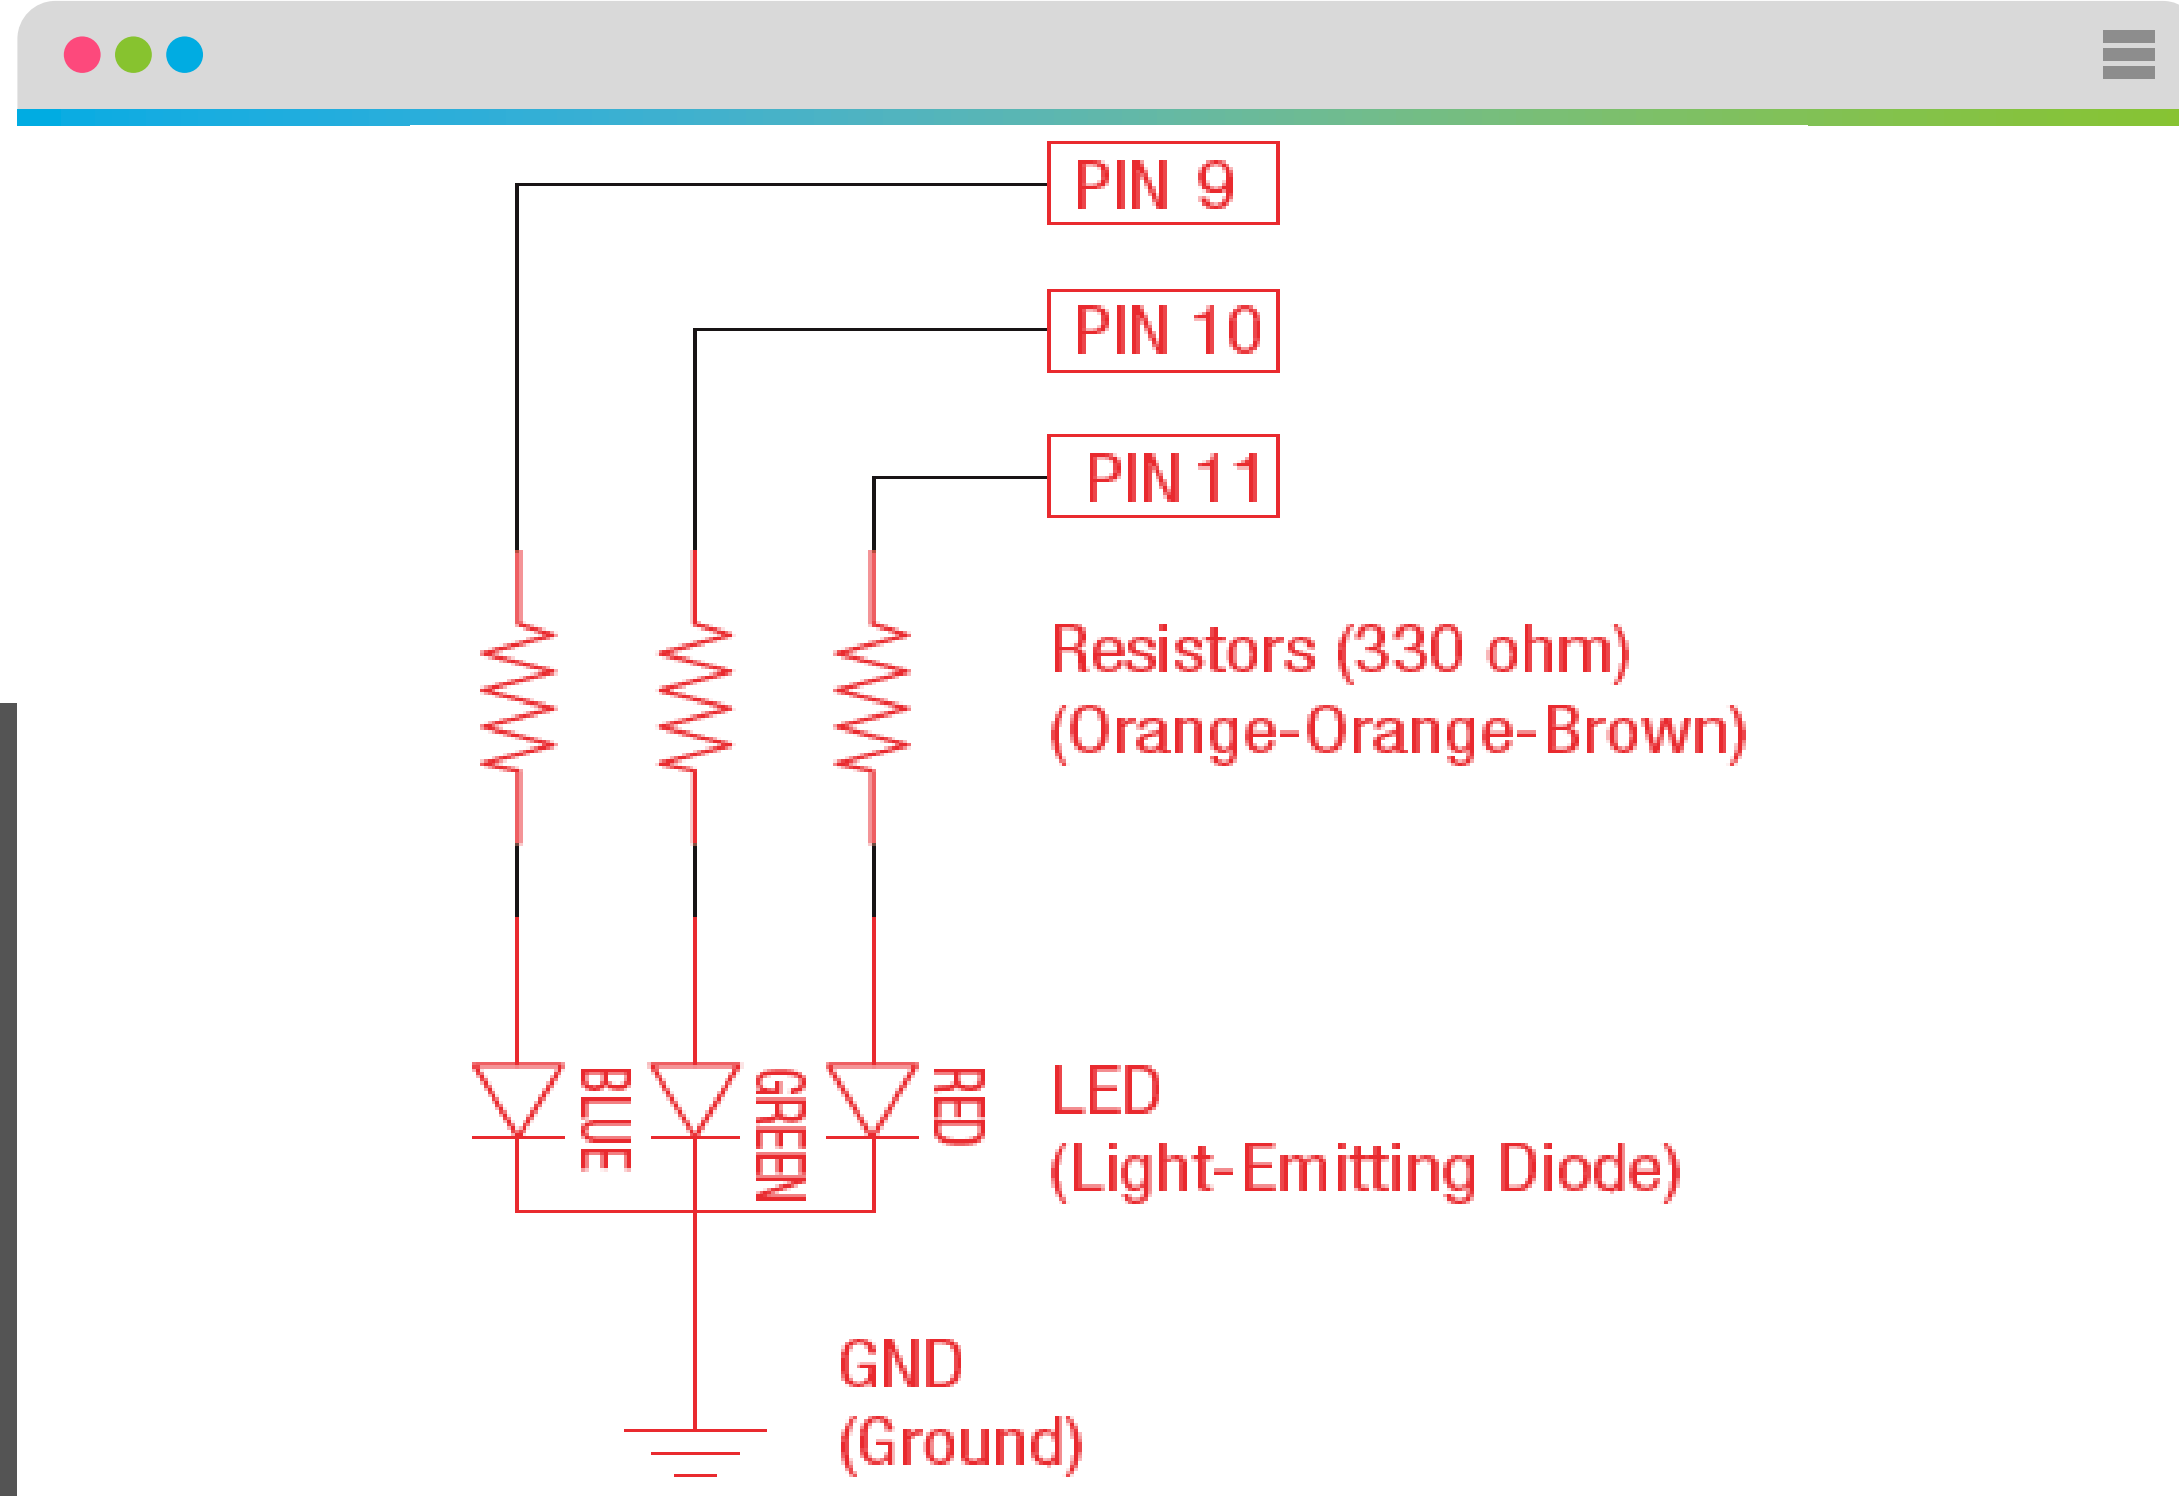 PIN 9
PIN 10
PIN 11
Resistors (330 ohm)
(Orange-Orange-Brown)
BLUE
GREEN
RED
LED
(Light-Emitting Diode)
GND
(Ground)